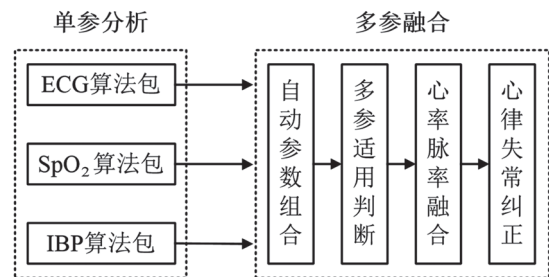 单参分析
多参融合
ECG算法包
SpO₂算法包
IBP算法包
自动参数组合
多参适用判断
心率脉率融合
心律失常纠正